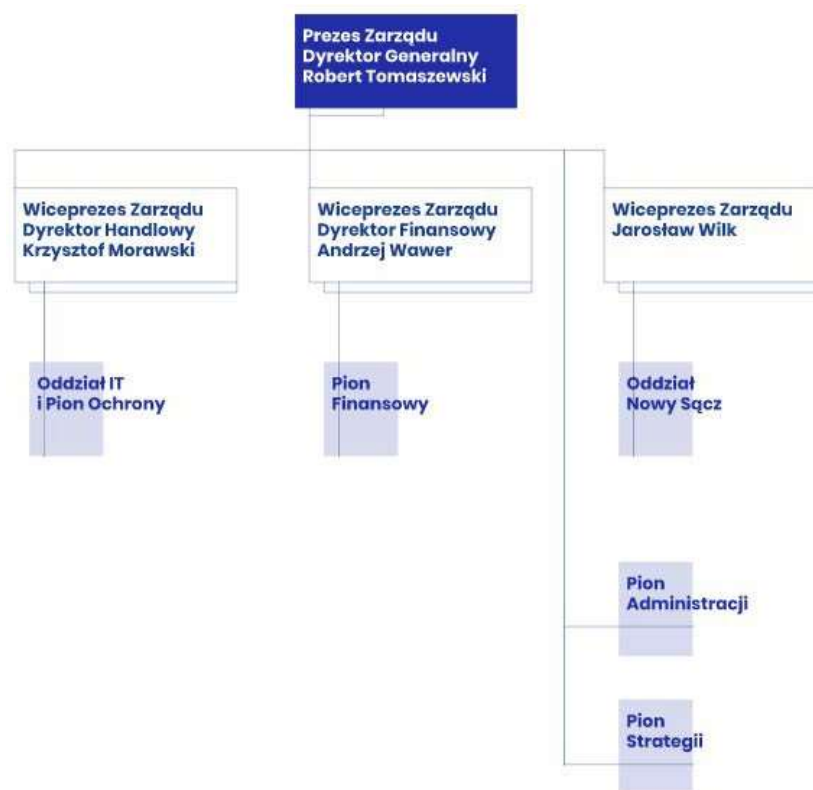 Prezes Zarządu
Dyrektor Generalny
Robert Tomaszewski
Wiceprezes Zarządu
Dyrektor Handlowy
Krzysztof Morawski
Wiceprezes Zarządu
Dyrektor Finansowy
Andrzej Wawer
Wiceprezes Zarządu
Jarosław Wilk
Oddział IT
i Pion Ochrony
Pion
Finansowy
Oddział
Nowy Sącz
Pion
Administracji
Pion
Strategii